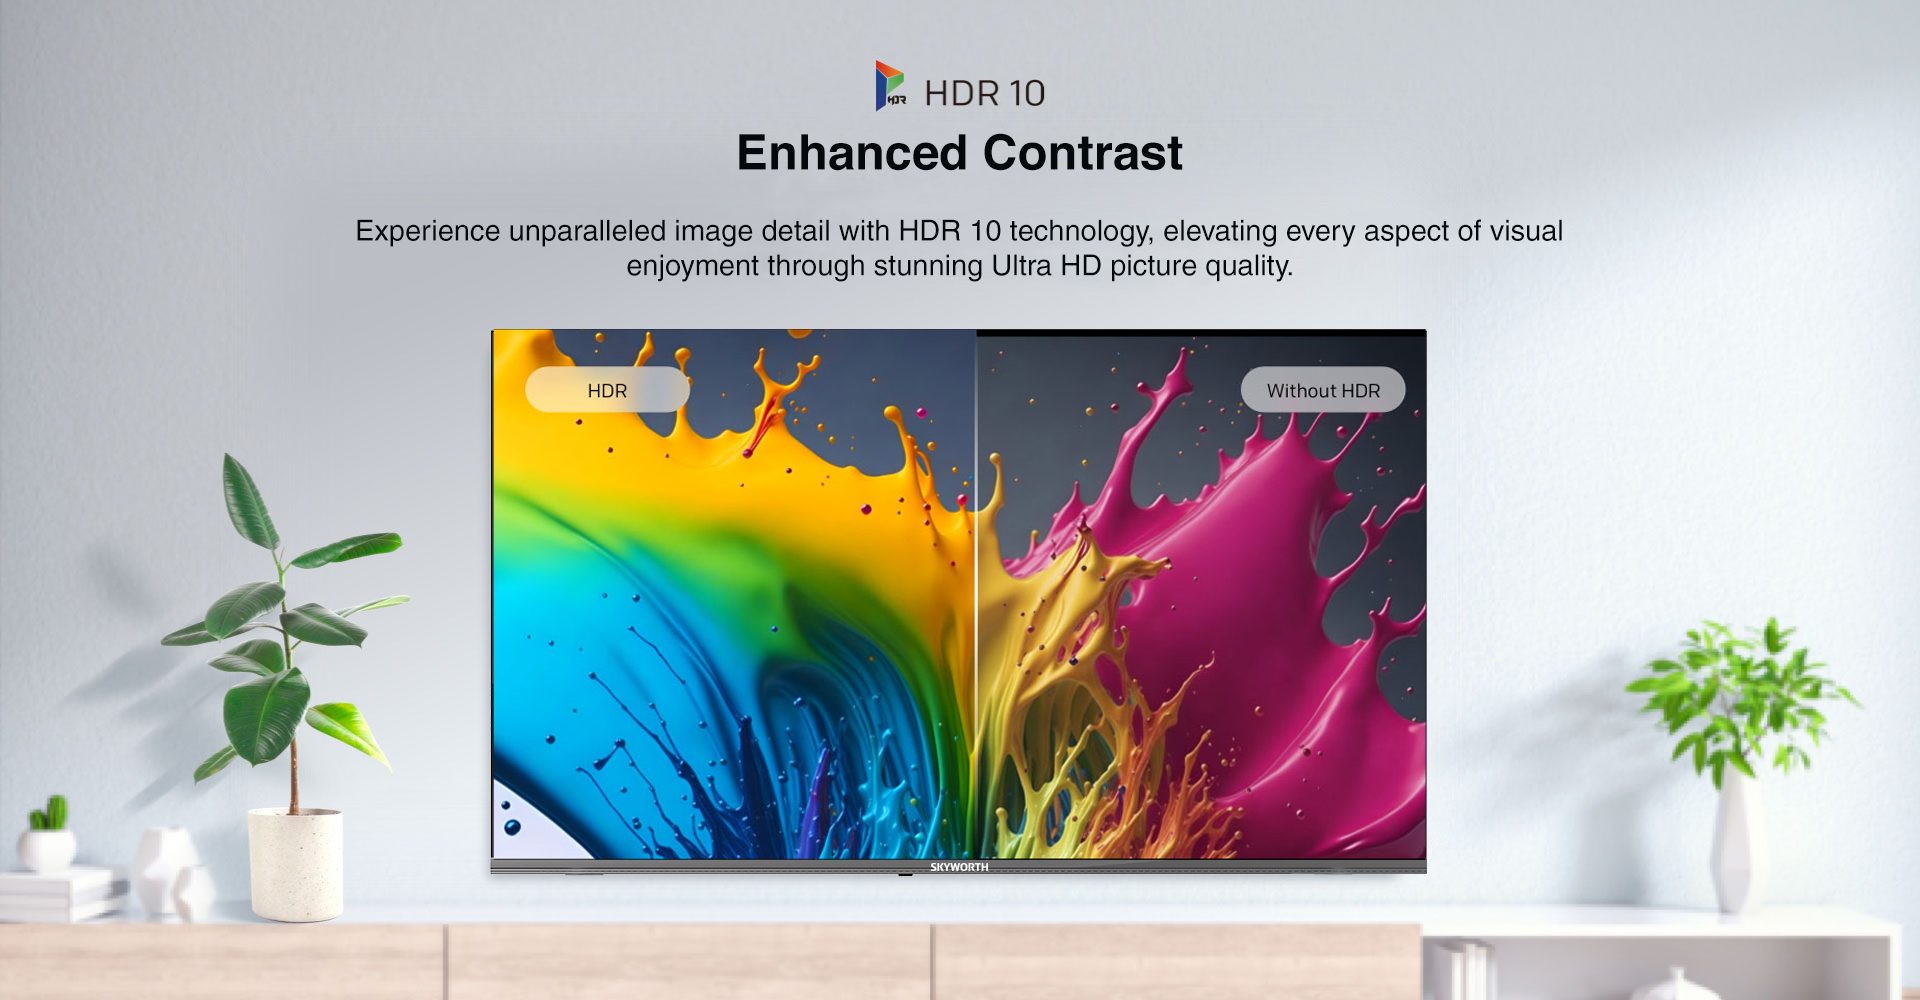 HDR
HDR 10
Enhanced Contrast
Experience unparalleled image detail with HDR 10 technology, elevating every aspect of visual
enjoyment through stunning Ultra HD picture quality.
HDR
Without HDR
SKYWORTH